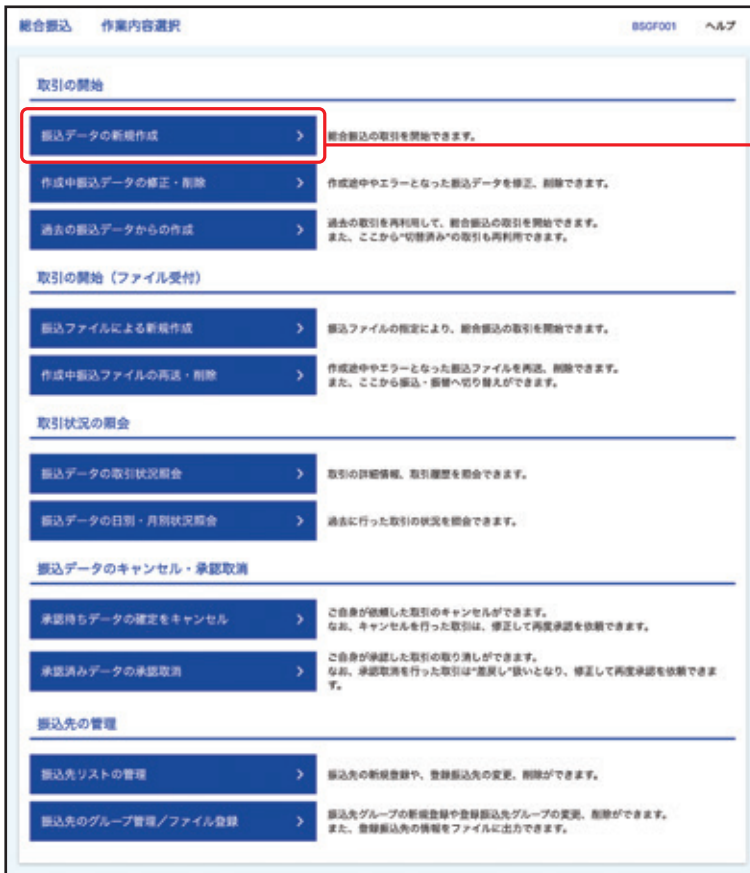 総合振込 作業内容選択 BSGF001 ヘルプ
取引の開始
振込データの新規作成 総合振込の取引を開始できます。
作成中振込データの修正・削除 作成途中やエラーとなった振込データを修正、削除できます。
過去の振込データからの作成 過去の取引を再利用して、総合振込の取引を開始できます。
また、ここから"切替済み"の取引も再利用できます。
取引の開始（ファイル受付）
振込ファイルによる新規作成 振込ファイルの指定により、総合振込の取引を開始できます。
作成中振込ファイルの再送・削除 作成途中やエラーとなった振込ファイルを再送、削除できます。
また、ここから振込・振替へ切り替えができます。
取引状況の照会
振込データの取引状況照会 取引の詳細情報、取引履歴を照会できます。
振込データの日別・月別状況照会 過去に行った取引の状況を照会できます。
振込データのキャンセル・承認取消
承認待ちデータの確定をキャンセル ご自身が依頼した取引のキャンセルができます。
なお、キャンセルを行った取引は、修正して再度承認を依頼できます。
承認済みデータの承認取消 ご自身が承認した取引の取り消しができます。
なお、承認取消を行った取引は"差戻し"扱いとなり、修正して再度承認を依頼できま
す。
振込先の管理
振込先リストの管理 振込先の新規登録や、登録振込先の変更、削除ができます。
振込先のグループ管理／ファイル登録 振込先グループの新規登録や登録振込先グループの変更、削除ができます。
また、登録振込先の情報をファイルに出力できます。